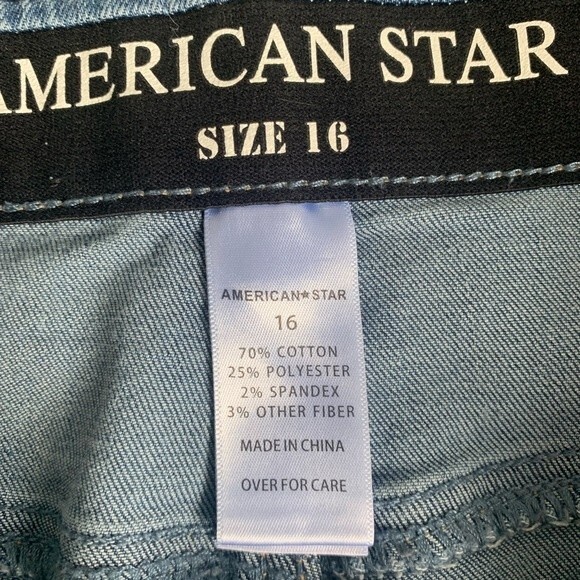 AMERICAN STAR
SIZE 16
AMERICAN★STAR
16
70% COTTON
25% POLYESTER
2% SPANDEX
3% OTHER FIBER
MADE IN CHINA
OVER FOR CARE